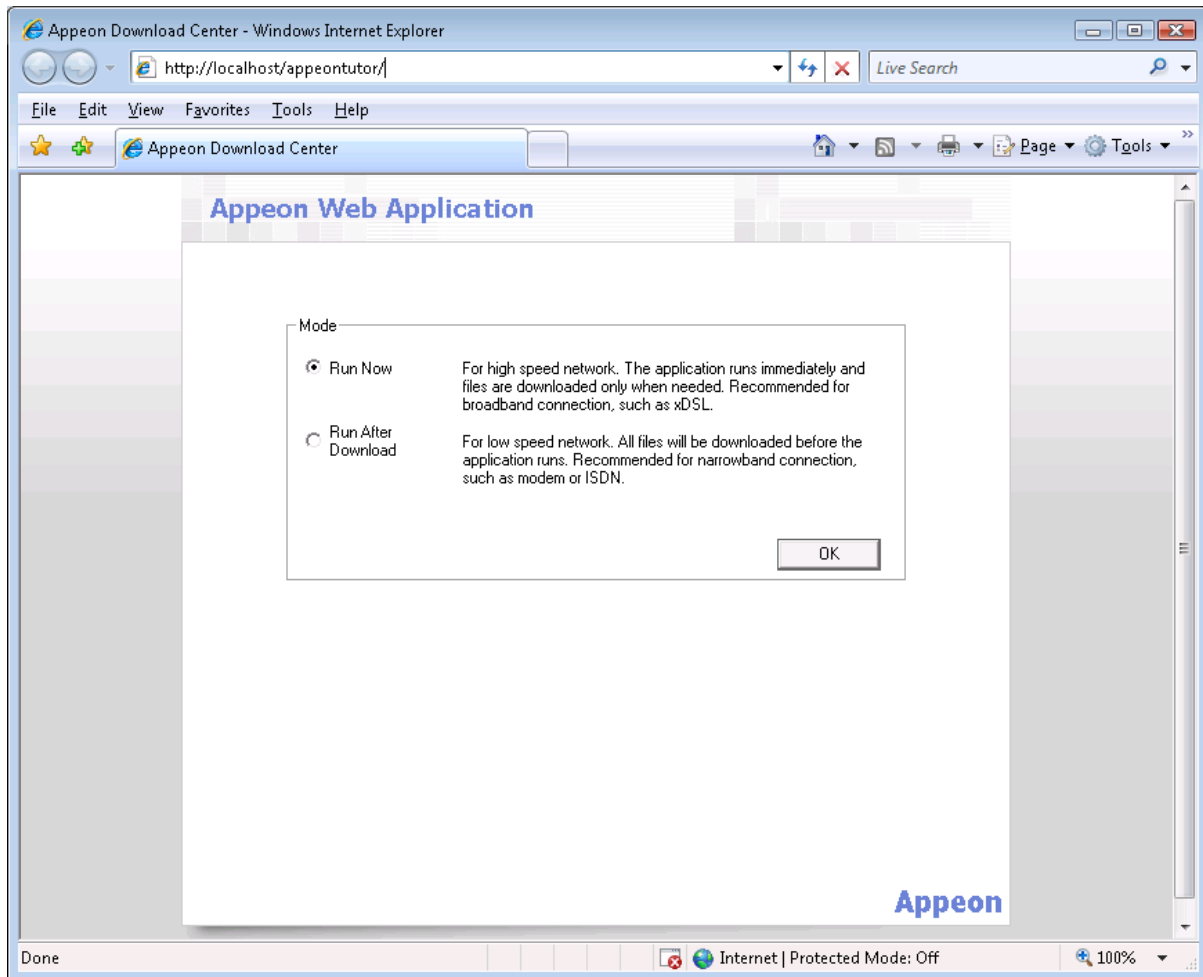 Appeon Download Center - Windows Internet Explorer
http://localhost/appeontutor/
Live Search
File Edit View Favorites Tools Help
Appeon Download Center
Page Tools
Appeon Web Application
Mode
Run Now
For high speed network. The application runs immediately and
files are downloaded only when needed. Recommended for
broadband connection, such as xDSL.
Run After
Download
For low speed network. All files will be downloaded before the
application runs. Recommended for narrowband connection,
such as modem or ISDN.
OK
Appeon
Done
Internet | Protected Mode: Off
100%